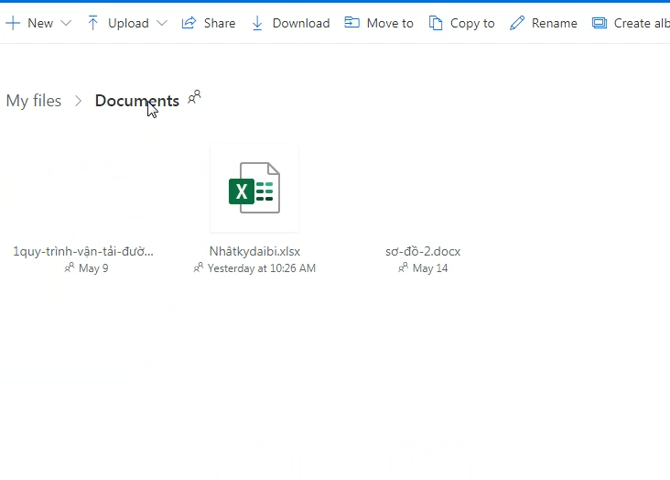 New Upload Share Download Move to Copy to Rename Create alb
My files > Documents
1quy-trình-vận-tải-đườ... Nhâtkydaibi.xlsx sơ-đồ-2.docx
May 9 Yesterday at 10:26 AM May 14